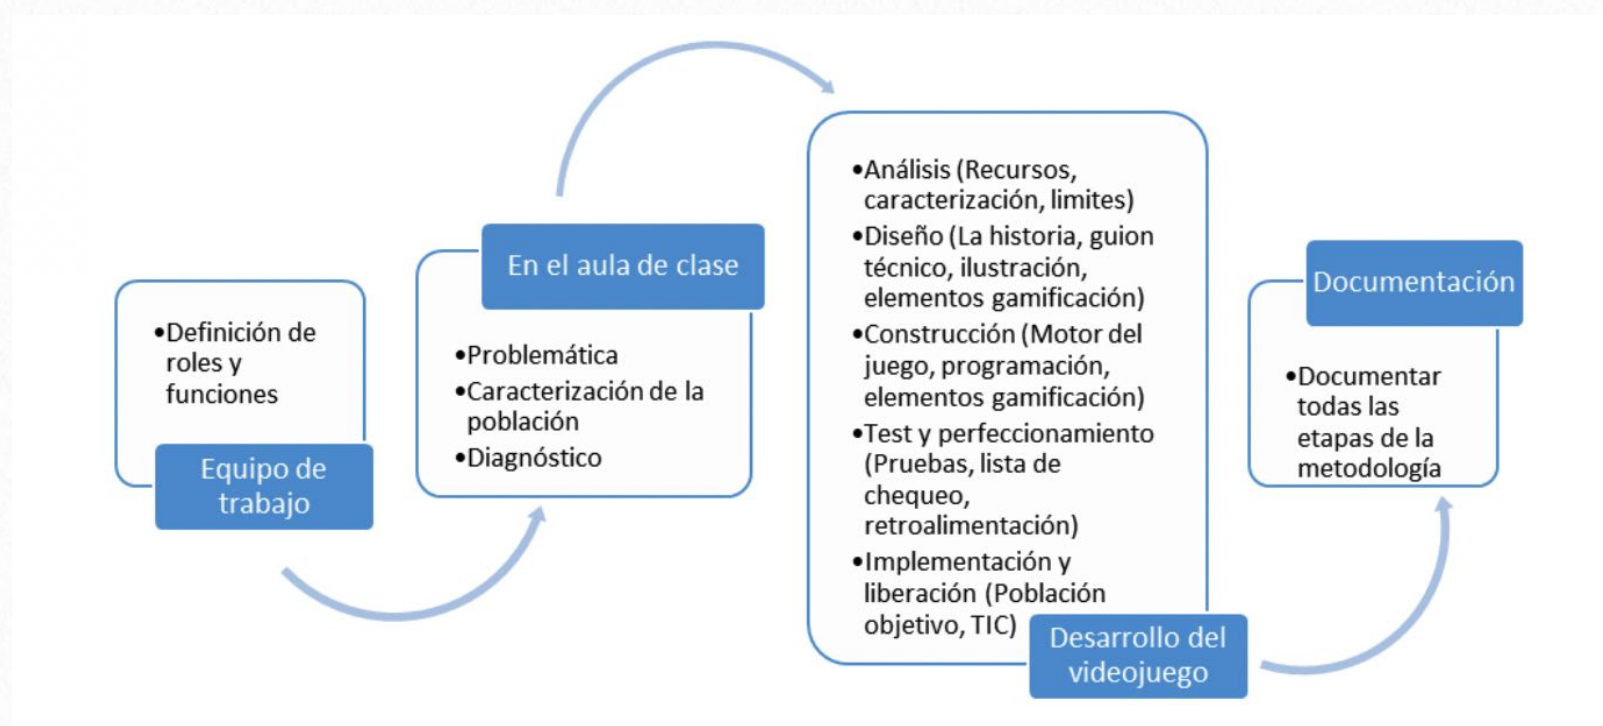 •Definición de
roles y
funciones
Equipo de
trabajo
En el aula de clase
•Problemática
•Caracterización de la
población
•Diagnóstico
•Análisis (Recursos,
caracterización, limites)
•Diseño (La historia, guion
técnico, ilustración,
elementos gamificación)
•Construcción (Motor del
juego, programación,
elementos gamificación)
•Test y perfeccionamiento
(Pruebas, lista de
chequeo,
retroalimentación)
•Implementación y
liberación (Población
objetivo, TIC)
Desarrollo del
videojuego
Documentación
•Documentar
todas las
etapas de la
metodología